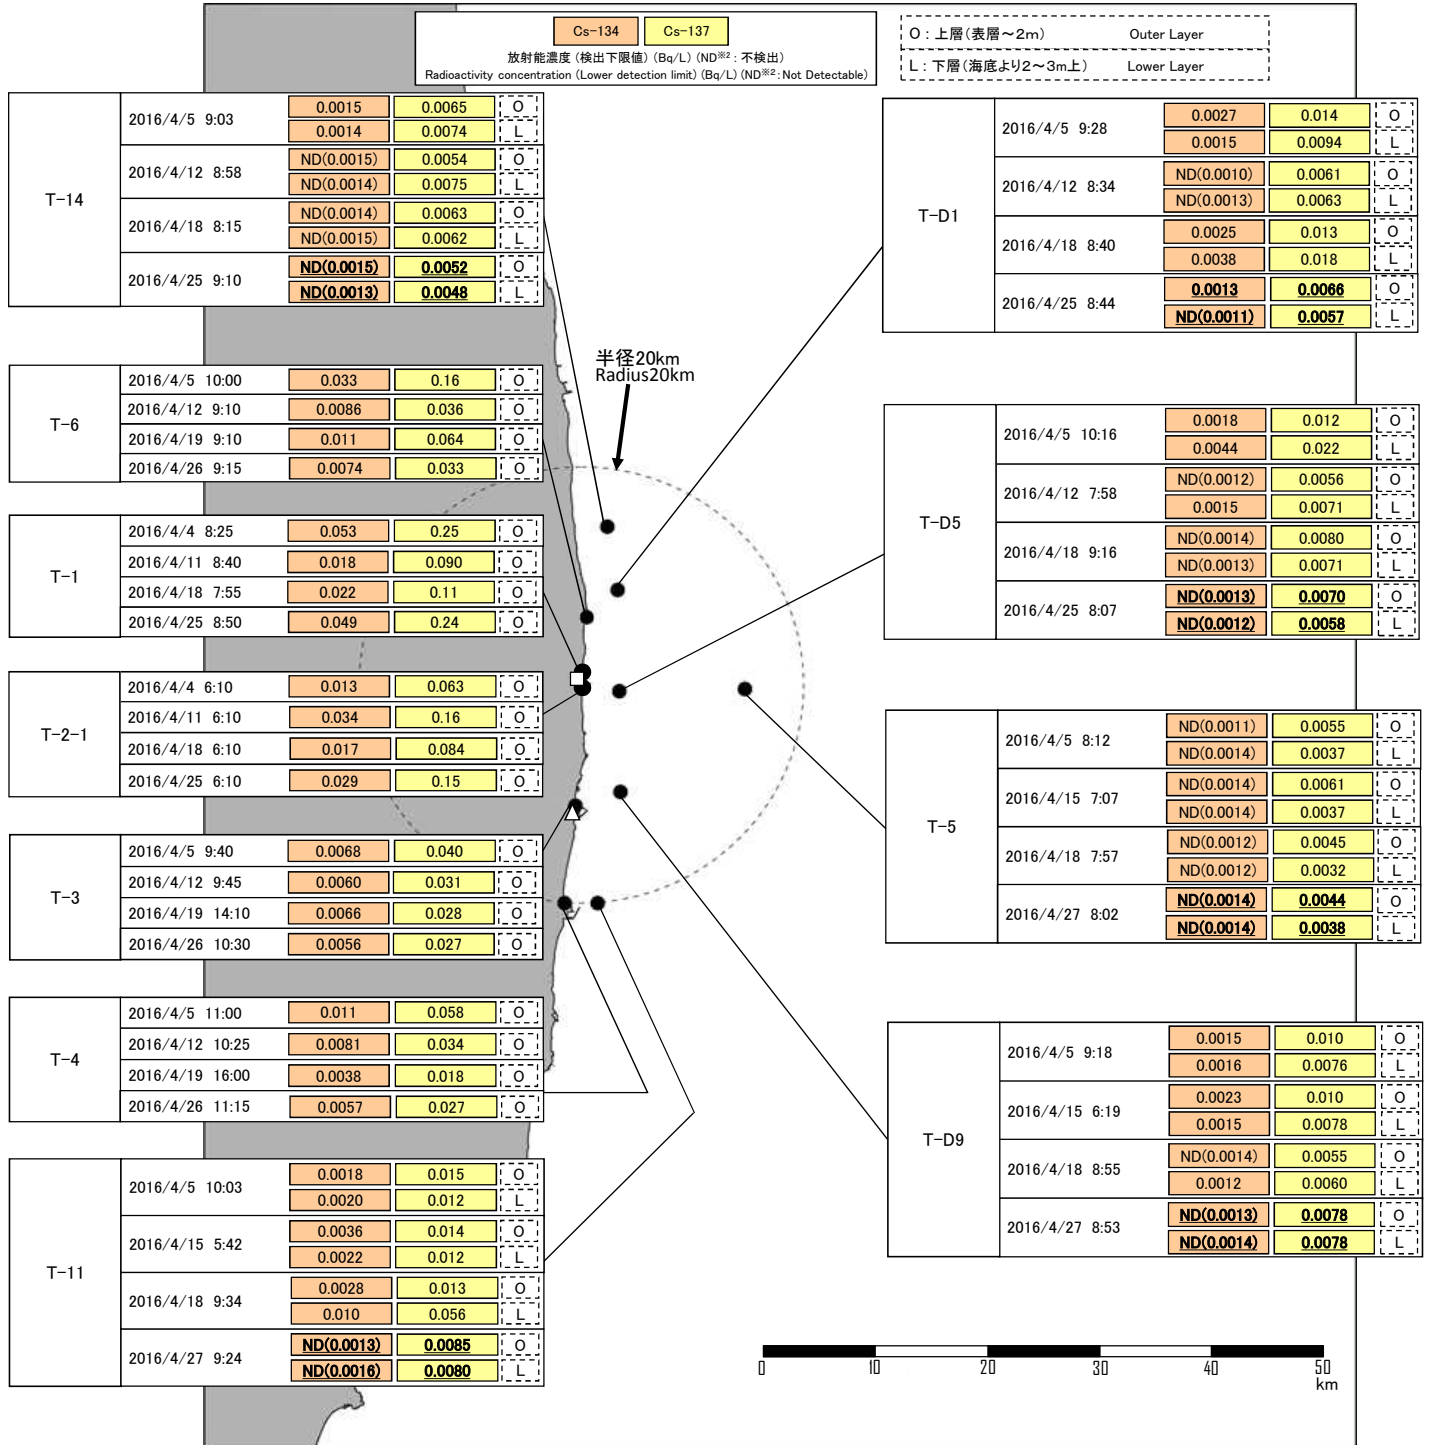 Cs-134 Cs-137
放射能濃度 (検出下限値) (Bq/L) (ND※2 : 不検出)
Radioactivity concentration (Lower detection limit) (Bq/L) (ND※2: Not Detectable)
O : 上層(表層～2m) Outer Layer
L : 下層(海底より2～3m上) Lower Layer
T-14
2016/4/5 9:03 0.0015 0.0065 O
0.0014 0.0074 L
2016/4/12 8:58 ND(0.0015) 0.0054 O
ND(0.0014) 0.0075 L
2016/4/18 8:15 ND(0.0014) 0.0063 O
ND(0.0015) 0.0062 L
2016/4/25 9:10 ND(0.0015) 0.0052 O
ND(0.0013) 0.0048 L
T-6
2016/4/5 10:00 0.033 0.16 O
2016/4/12 9:10 0.0086 0.036 O
2016/4/19 9:10 0.011 0.064 O
2016/4/26 9:15 0.0074 0.033 O
T-1
2016/4/4 8:25 0.053 0.25 O
2016/4/11 8:40 0.018 0.090 O
2016/4/18 7:55 0.022 0.11 O
2016/4/25 8:50 0.049 0.24 O
T-2-1
2016/4/4 6:10 0.013 0.063 O
2016/4/11 6:10 0.034 0.16 O
2016/4/18 6:10 0.017 0.084 O
2016/4/25 6:10 0.029 0.15 O
T-3
2016/4/5 9:40 0.0068 0.040 O
2016/4/12 9:45 0.0060 0.031 O
2016/4/19 14:10 0.0066 0.028 O
2016/4/26 10:30 0.0056 0.027 O
T-4
2016/4/5 11:00 0.011 0.058 O
2016/4/12 10:25 0.0081 0.034 O
2016/4/19 16:00 0.0038 0.018 O
2016/4/26 11:15 0.0057 0.027 O
T-11
2016/4/5 10:03 0.0018 0.015 O
0.0020 0.012 L
2016/4/15 5:42 0.0036 0.014 O
0.0022 0.012 L
2016/4/18 9:34 0.0028 0.013 O
0.010 0.056 L
2016/4/27 9:24 ND(0.0013) 0.0085 O
ND(0.0016) 0.0080 L
半径20km
Radius20km
T-D1
2016/4/5 9:28 0.0027 0.014 O
0.0015 0.0094 L
2016/4/12 8:34 ND(0.0010) 0.0061 O
ND(0.0013) 0.0063 L
2016/4/18 8:40 0.0025 0.013 O
0.0038 0.018 L
2016/4/25 8:44 0.0013 0.0066 O
ND(0.0011) 0.0057 L
T-D5
2016/4/5 10:16 0.0018 0.012 O
0.0044 0.022 L
2016/4/12 7:58 ND(0.0012) 0.0056 O
0.0015 0.0071 L
2016/4/18 9:16 ND(0.0014) 0.0080 O
ND(0.0013) 0.0071 L
2016/4/25 8:07 ND(0.0013) 0.0070 O
ND(0.0012) 0.0058 L
T-5
2016/4/5 8:12 ND(0.0011) 0.0055 O
ND(0.0014) 0.0037 L
2016/4/15 7:07 ND(0.0014) 0.0061 O
ND(0.0014) 0.0037 L
2016/4/18 7:57 ND(0.0012) 0.0045 O
ND(0.0012) 0.0032 L
2016/4/27 8:02 ND(0.0014) 0.0044 O
ND(0.0014) 0.0038 L
T-D9
2016/4/5 9:18 0.0015 0.010 O
0.0016 0.0076 L
2016/4/15 6:19 0.0023 0.010 O
0.0015 0.0078 L
2016/4/18 8:55 ND(0.0014) 0.0055 O
0.0012 0.0060 L
2016/4/27 8:53 ND(0.0013) 0.0078 O
ND(0.0014) 0.0078 L
0 10 20 30 40 50
km